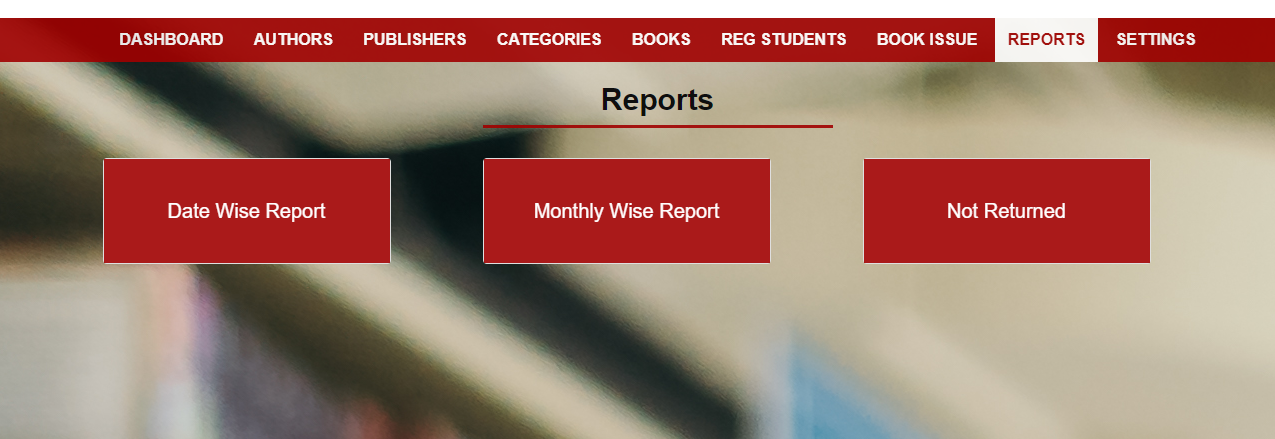 DASHBOARD AUTHORS PUBLISHERS CATEGORIES BOOKS REG STUDENTS BOOK ISSUE REPORTS SETTINGS
Reports
Date Wise Report Monthly Wise Report Not Returned